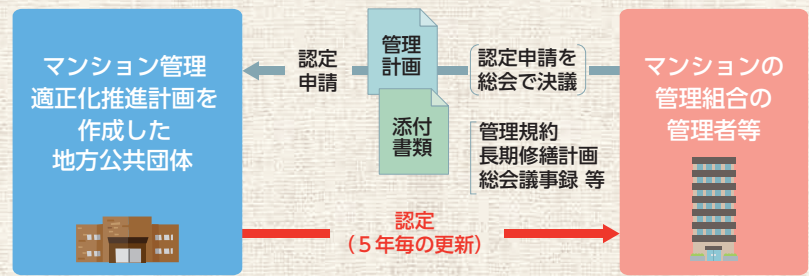 マンション管理
適正化推進計画を
作成した
地方公共団体
認定
申請
管理
計画
認定申請を
総会で決議
添付
書類
管理規約
長期修繕計画
総会議事録 等
認定
（５年毎の更新）
マンションの
管理組合の
管理者等